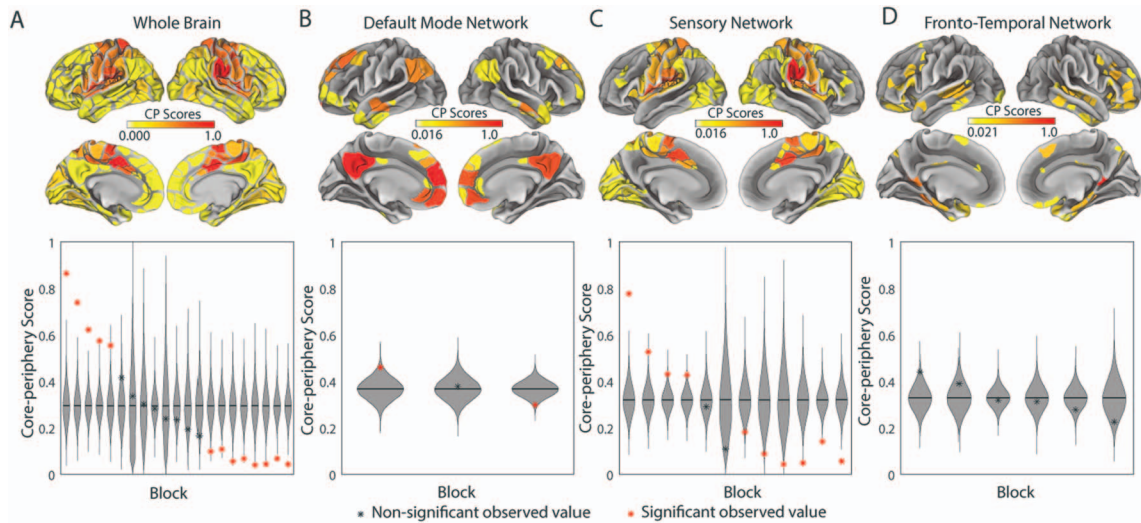 A Whole Brain
B Default Mode Network
C Sensory Network
D Fronto-Temporal Network
CP Scores
0.000 1.0
CP Scores
0.016 1.0
CP Scores
0.016 1.0
CP Scores
0.021 1.0
Core-periphery Score
1
0.8
0.6
0.4
0.2
0
Block
Core-periphery Score
1
0.8
0.6
0.4
0.2
0
Block
Core-periphery Score
1
0.8
0.6
0.4
0.2
0
Block
Core-periphery Score
1
0.8
0.6
0.4
0.2
0
Block
Non-significant observed value
Significant observed value